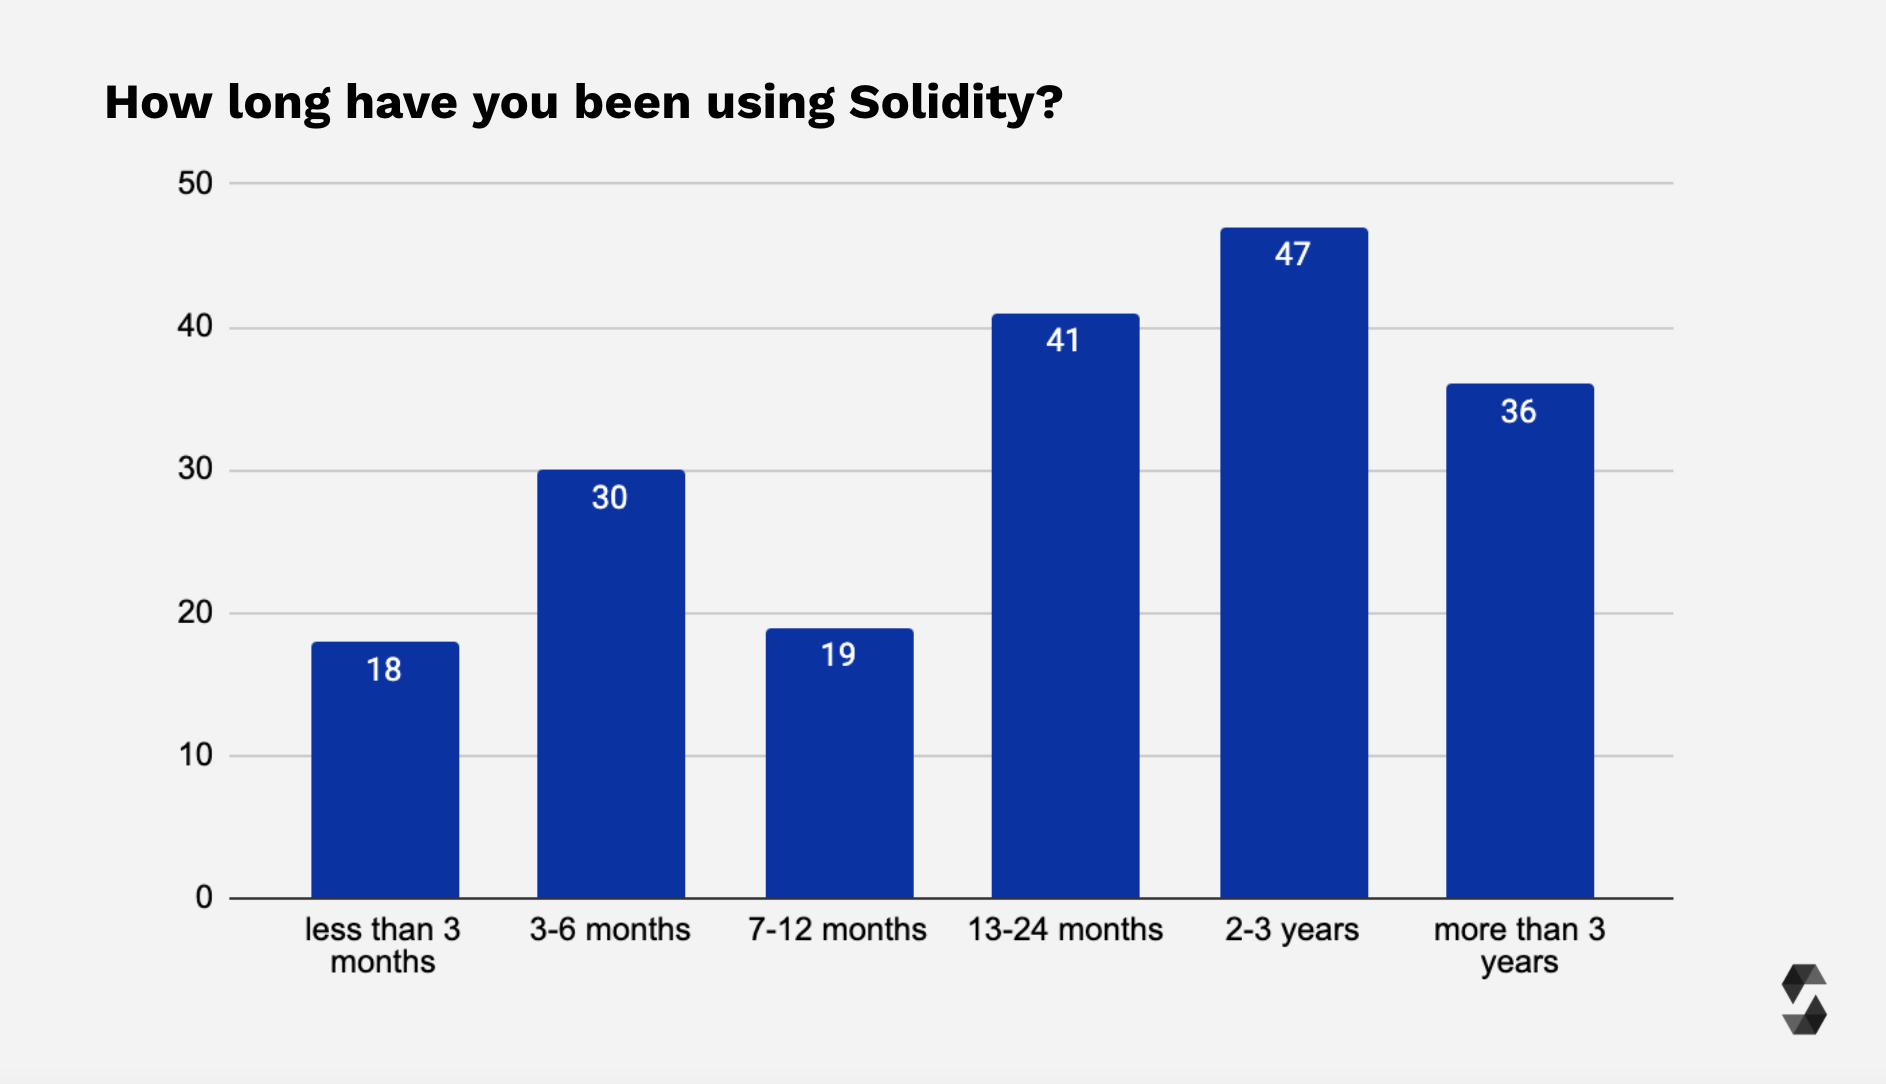 How long have you been using Solidity?
50
40
30
20
10
0
18
30
19
41
47
36
less than 3
months
3-6 months
7-12 months
13-24 months
2-3 years
more than 3
years